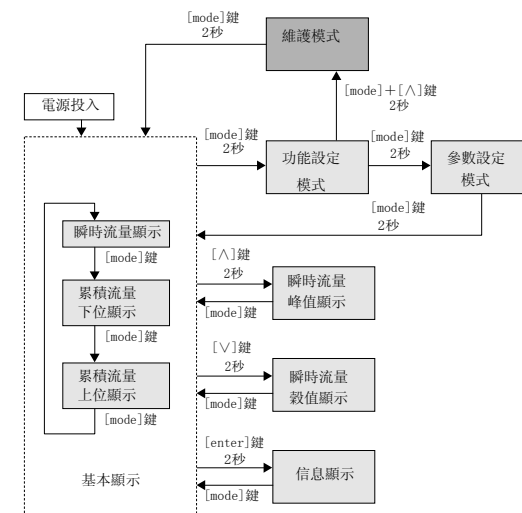 [mode]鍵
2秒
維護模式
[mode]+[∧]鍵
2秒
電源投入
[mode]鍵
2秒
功能設定
模式
[mode]鍵
2秒
參數設定
模式
[mode]鍵
2秒
瞬時流量顯示
[mode]鍵
累積流量
下位顯示
[mode]鍵
累積流量
上位顯示
[mode]鍵
基本顯示
[∧]鍵
2秒
[mode]鍵
瞬時流量
峰值顯示
[∨]鍵
2秒
[mode]鍵
瞬時流量
穀值顯示
[enter]鍵
2秒
[mode]鍵
信息顯示